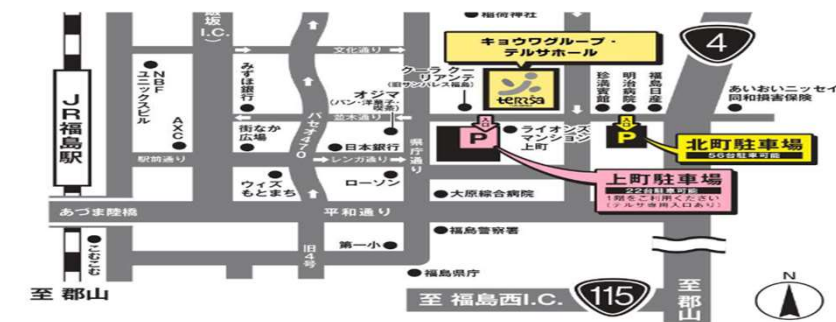 飯坂
I.C.
稲荷神社
文化通り
キョウワグループ・
テルサホール
terrsa
4
JR福島駅
NBF
ユニックスビル
AXC
みずほ銀行
街なか
広場
パセオ470
オジマ
(パン・洋菓子・
喫茶)
クーラ クー
リアンテ
(旧サンパレス福島)
並木通り
日本銀行
県庁通り
入口
P
ライオンズ
マンション
上町
珍満賓館
明治病院
福島日産
あいおいニッセイ
同和損害保険
入口
P
北町駐車場
56台駐車可能
上町駐車場
22台駐車可能
1階をご利用ください
(テルサ専用入口あり)
駅前通り
レンガ通り
ウィズ
もとまち
ローソン
大原綜合病院
あづま陸橋
平和通り
こむこむ
旧4号
第一小
福島警察署
福島県庁
至 郡山
至 福島西I.C.
115
至 郡山
N